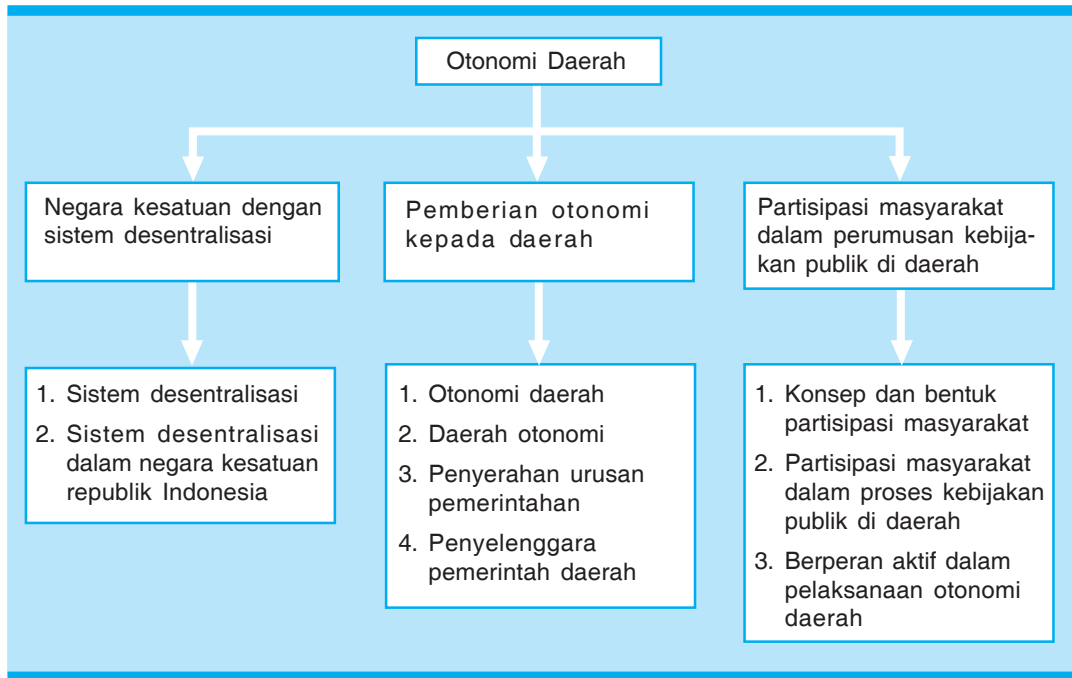 Otonomi Daerah
Negara kesatuan dengan
sistem desentralisasi
Pemberian otonomi
kepada daerah
Partisipasi masyarakat
dalam perumusan kebija-
kan publik di daerah
1. Sistem desentralisasi
2. Sistem desentralisasi
dalam negara kesatuan
republik Indonesia
1. Otonomi daerah
2. Daerah otonomi
3. Penyerahan urusan
pemerintahan
4. Penyelenggara
pemerintah daerah
1. Konsep dan bentuk
partisipasi masyarakat
2. Partisipasi masyarakat
dalam proses kebijakan
publik di daerah
3. Berperan aktif dalam
pelaksanaan otonomi
daerah